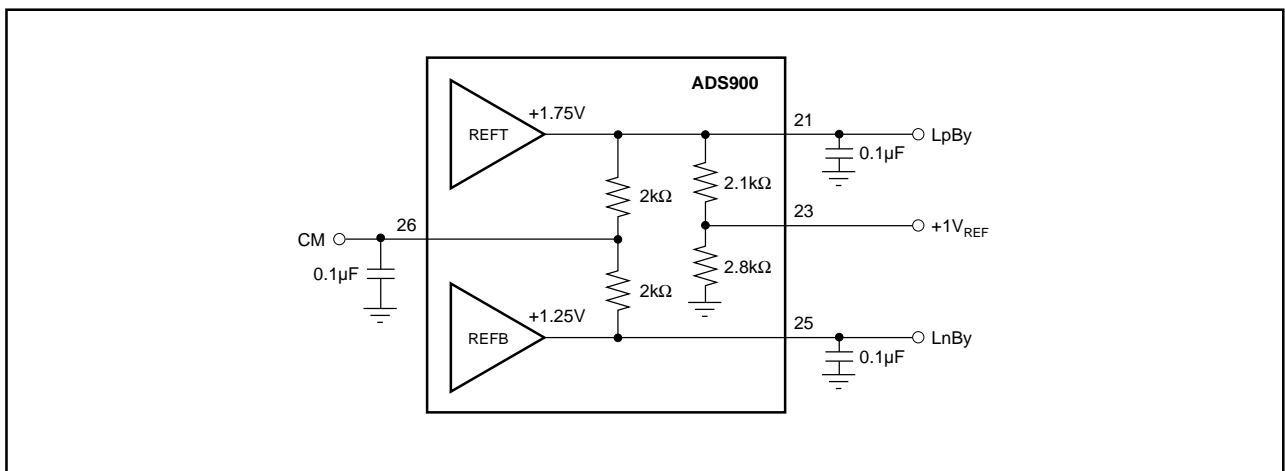 ADS900
+1.75V
REFT
21
LpBy
0.1µF
2kΩ
2.1kΩ
26
23
CM
+1VREF
0.1µF
2kΩ
2.8kΩ
+1.25V
REFB
25
LnBy
0.1µF